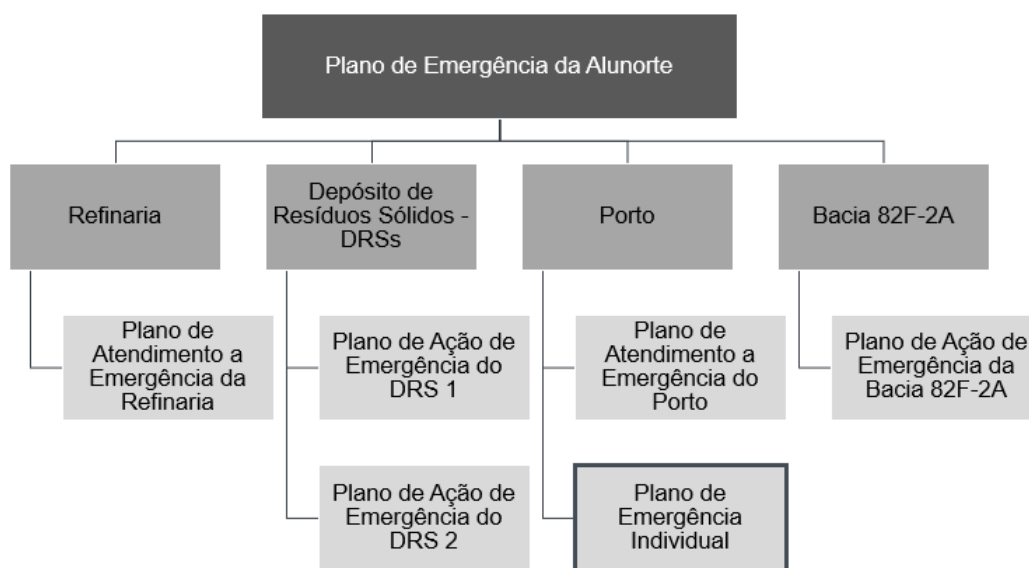 Plano de Emergência da Alunorte
Refinaria
Depósito de
Resíduos Sólidos -
DRSs
Porto
Bacia 82F-2A
Plano de
Atendimento a
Emergência da
Refinaria
Plano de Ação de
Emergência do
DRS 1
Plano de
Atendimento a
Emergência do
Porto
Plano de Ação de
Emergência da
Bacia 82F-2A
Plano de Ação de
Emergência do
DRS 2
Plano de
Emergência
Individual